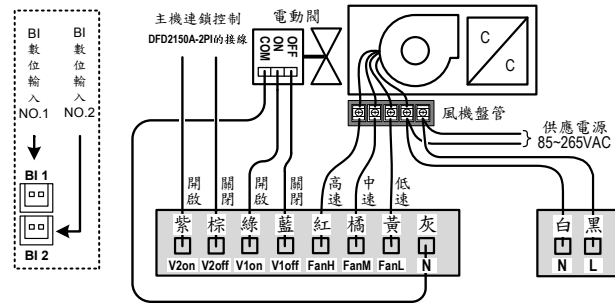 BI 數位輸入 NO.1
BI 數位輸入 NO.2
BI 1
BI 2
主機連鎖控制
DFD2150A-2PI的接線
電動閥
OFF
ON
COM
C
C
風機盤管
供應電源
85~265VAC
開啟 關閉 開啟 關閉 高速 中速 低速
紫 棕 綠 藍 紅 橘 黃 灰
V2on V2off V1on V1off FanH FanM FanL N
白 黑
N L